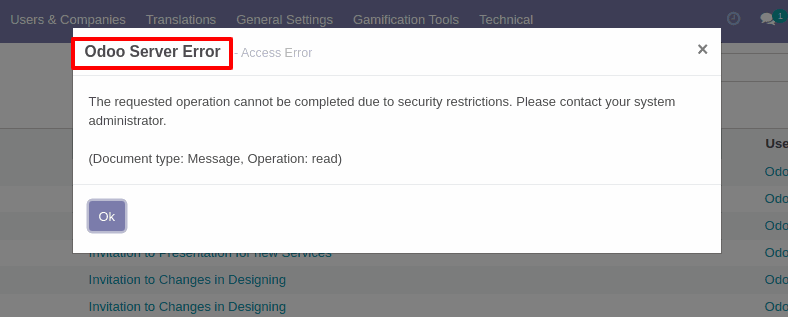 Users & Companies Translations General Settings Gamification Tools Technical 1
Odoo Server Error - Access Error ×
The requested operation cannot be completed due to security restrictions. Please contact your system
administrator.
(Document type: Message, Operation: read)
Use
Odo
Odo
Odo
Ok
Invitation to Presentation for new Services Odo
Invitation to Changes in Designing Odo
Invitation to Changes in Designing Odo